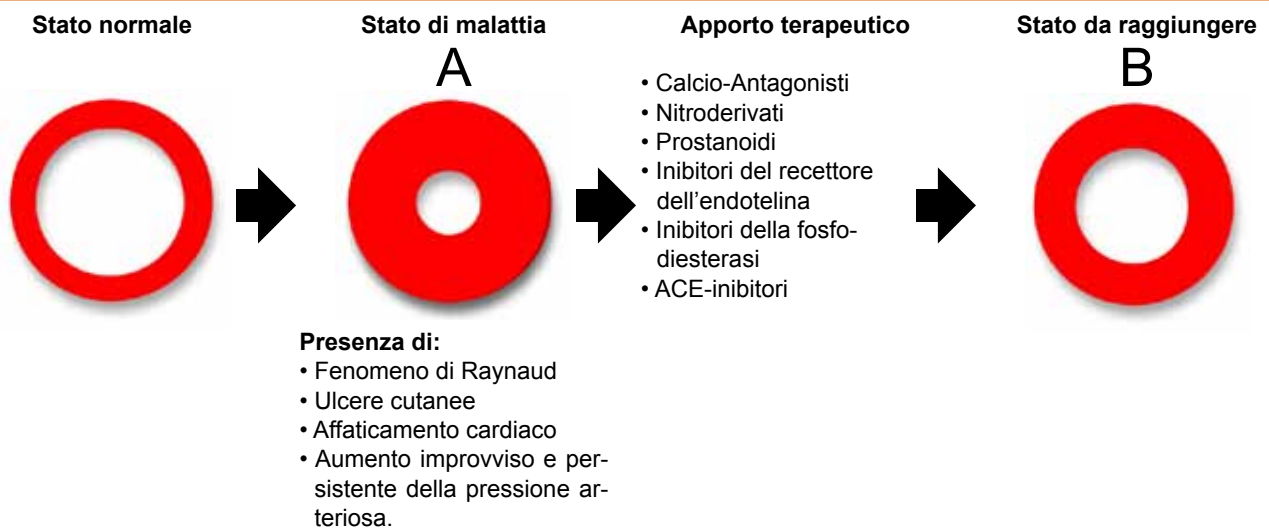 Stato normale
Stato di malattia
A
Presenza di:
• Fenomeno di Raynaud
• Ulcere cutanee
• Affaticamento cardiaco
• Aumento improvviso e per-
sistente della pressione ar-
teriosa.
Apporto terapeutico
• Calcio-Antagonisti
• Nitroderivati
• Prostanoidi
• Inibitori del recettore
dell’endotelina
• Inibitori della fosfo-
diesterasi
• ACE-inibitori
Stato da raggiungere
B